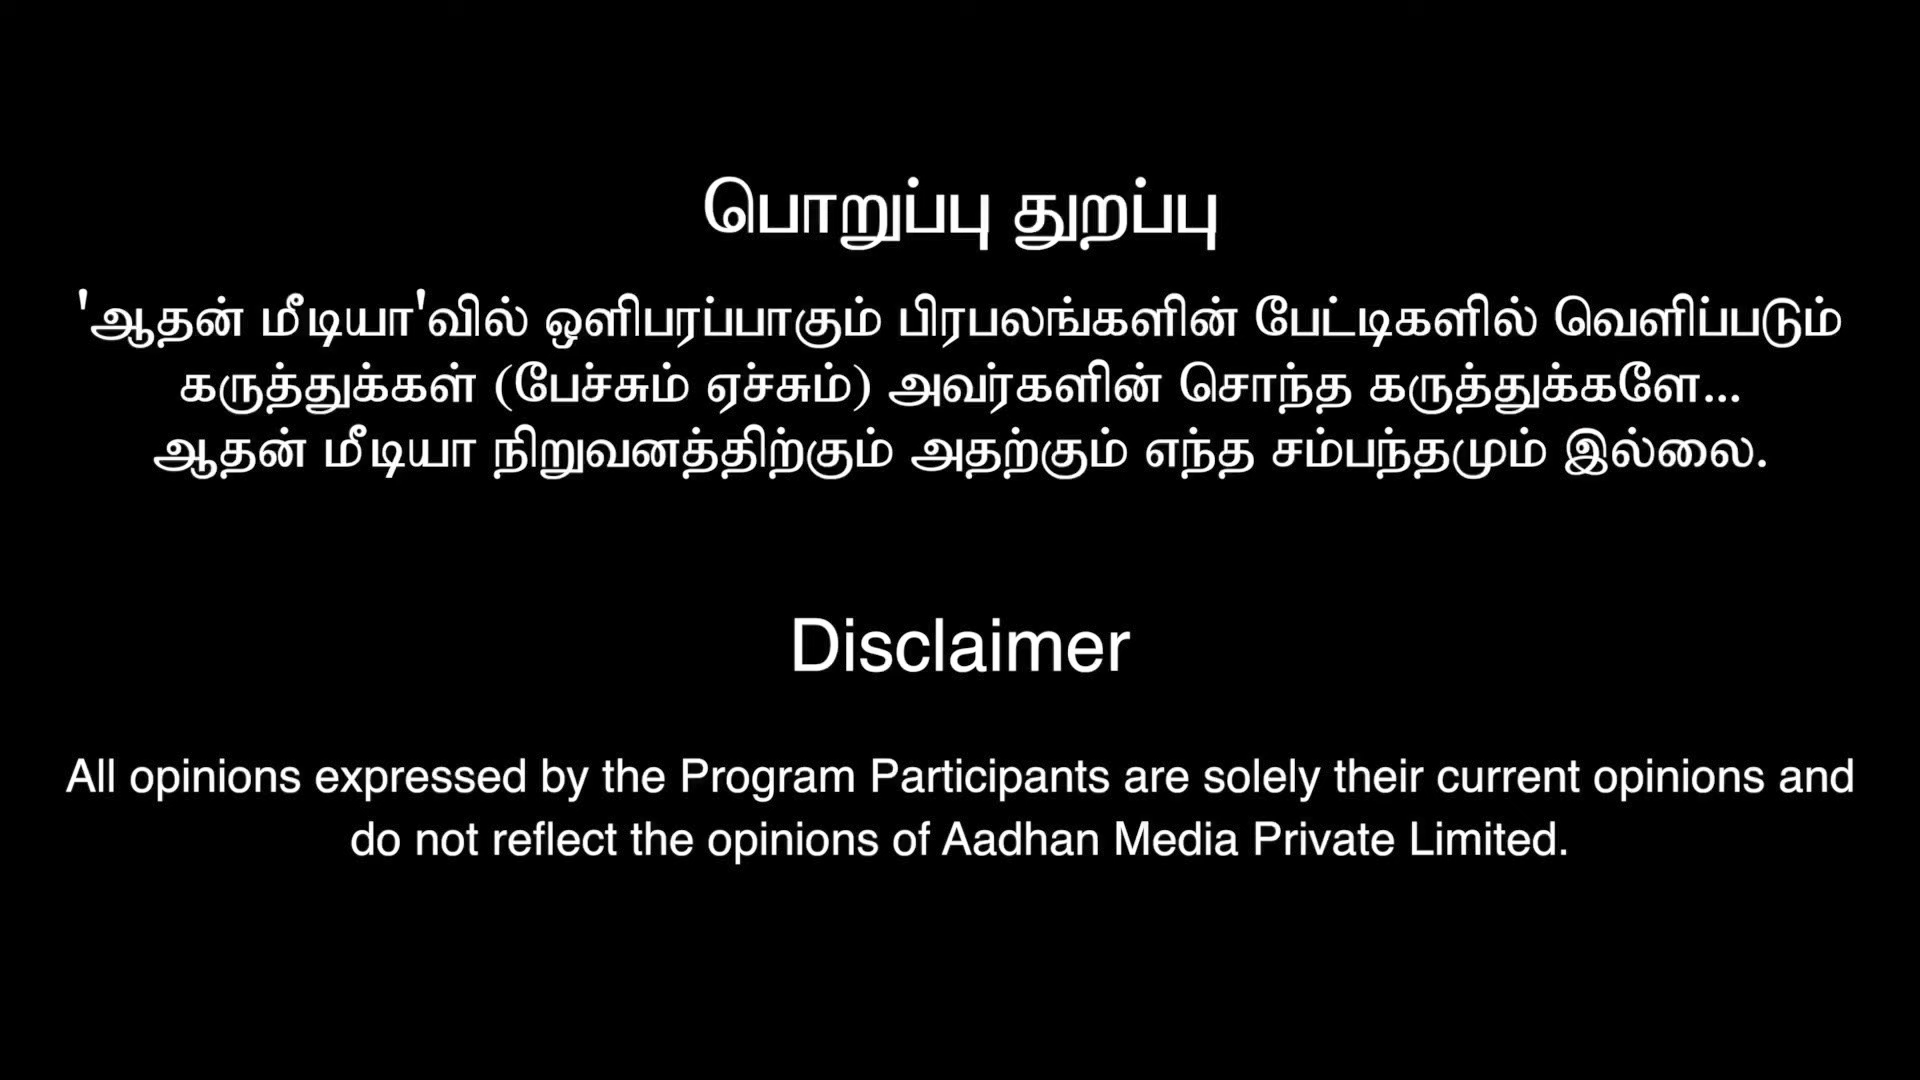 பொறுப்பு துறப்பு
'ஆதன் மீடியா'வில் ஒளிபரப்பாகும் பிரபலங்களின் பேட்டிகளில் வெளிப்படும்
கருத்துக்கள் (பேச்சும் ஏச்சும்) அவர்களின் சொந்த கருத்துக்களே...
ஆதன் மீடியா நிறுவனத்திற்கும் அதற்கும் எந்த சம்பந்தமும் இல்லை.
Disclaimer
All opinions expressed by the Program Participants are solely their current opinions and
do not reflect the opinions of Aadhan Media Private Limited.